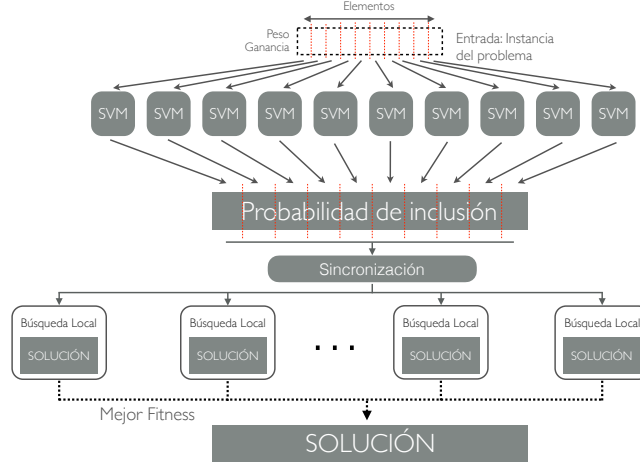 Elementos
Peso
Ganancia
Entrada: Instancia
del problema
SVM SVM SVM SVM SVM SVM SVM SVM SVM SVM
Probabilidad de inclusión
Sincronización
Búsqueda Local Búsqueda Local Búsqueda Local Búsqueda Local
SOLUCIÓN SOLUCIÓN . . . SOLUCIÓN SOLUCIÓN
Mejor Fitness
SOLUCIÓN